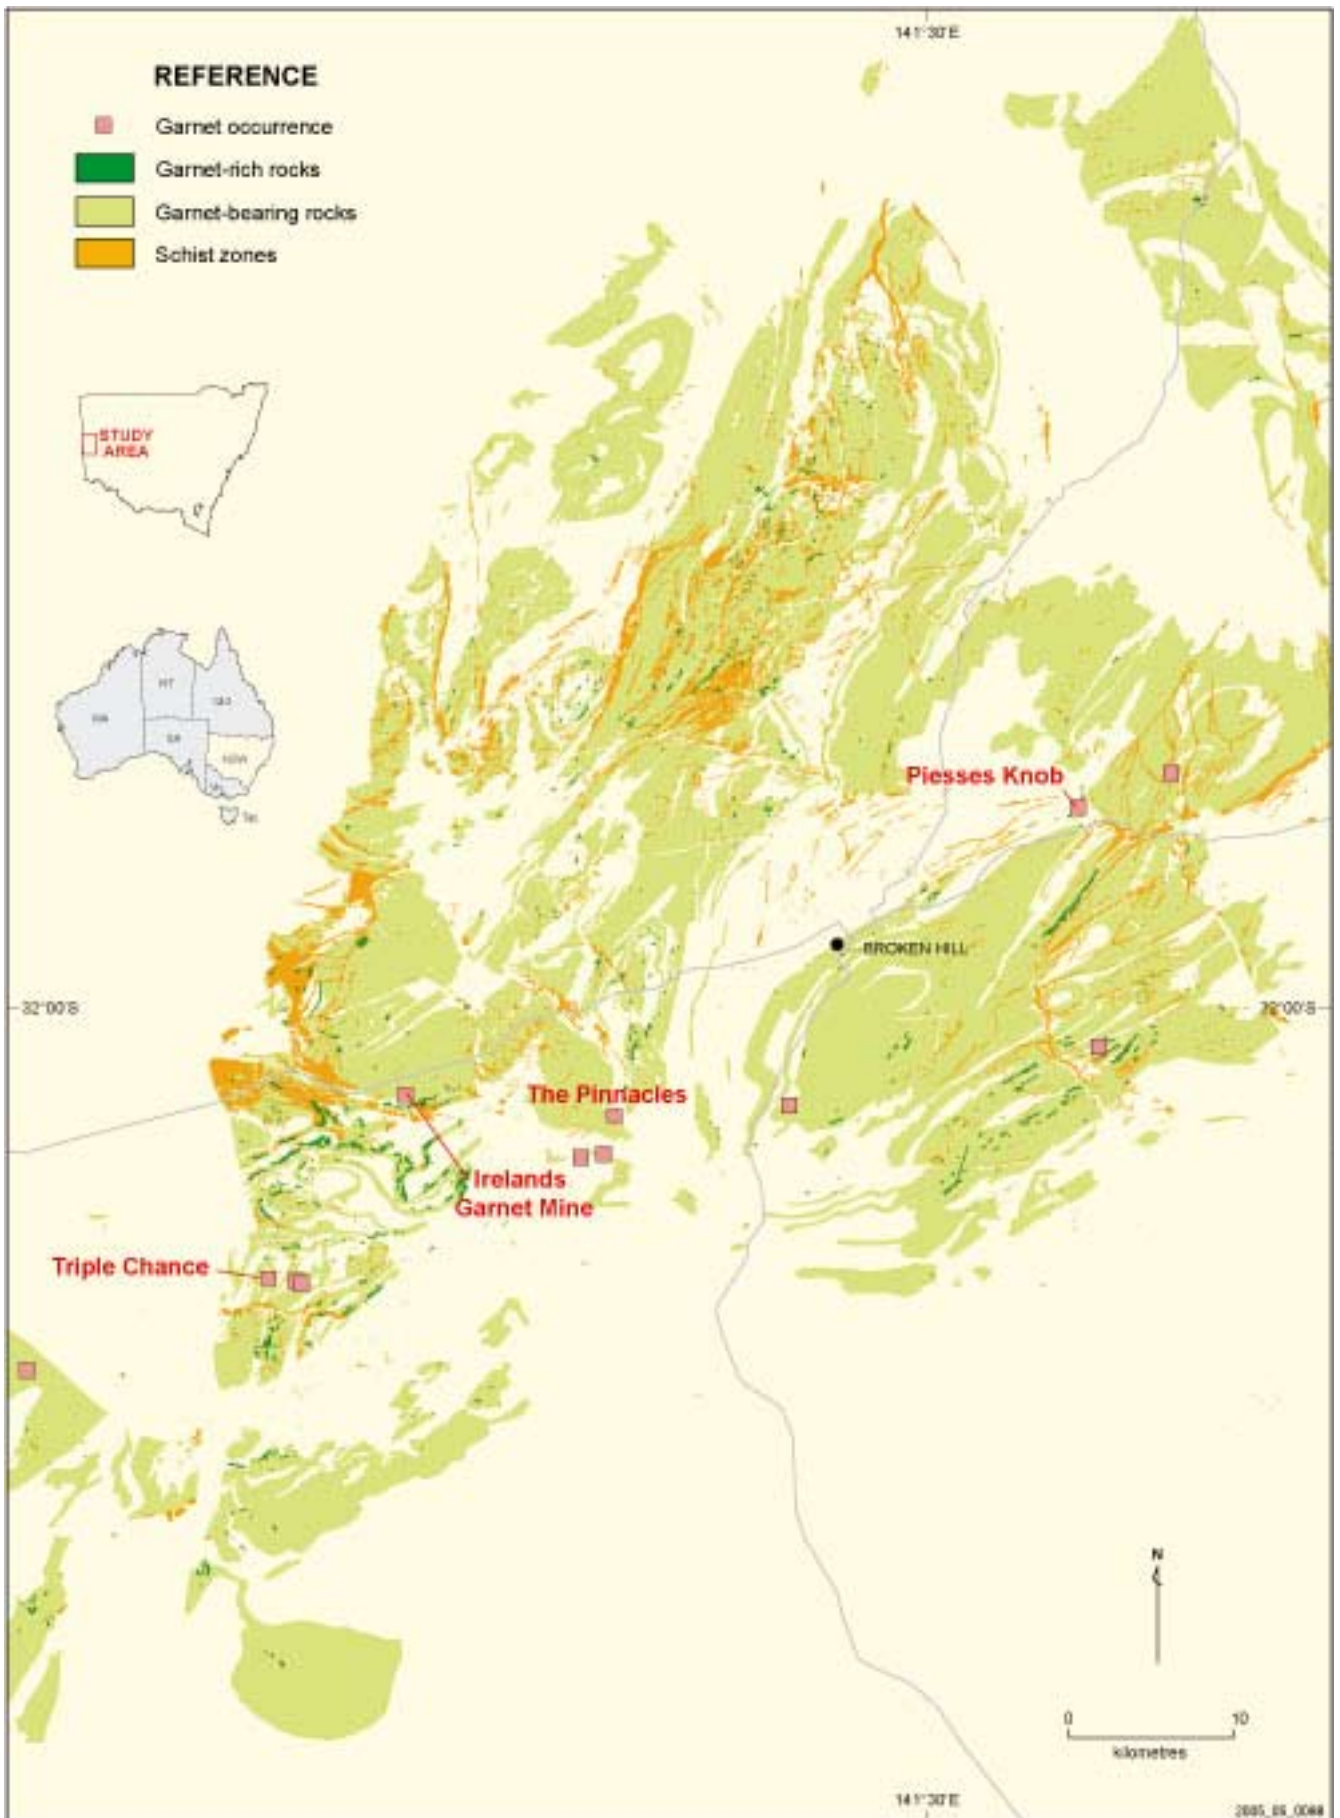 141°30'E
REFERENCE
Garnet occurrence
Garnet-rich rocks
Garnet-bearing rocks
Schist zones
STUDY
AREA
NT
QLD
WA
SA
NSW
Tas
Piesses Knob
BROKEN HILL
32°00'S
32°00'S
The Pinnacles
Irelands
Garnet Mine
Triple Chance
N
0 10
kilometres
141°30'E